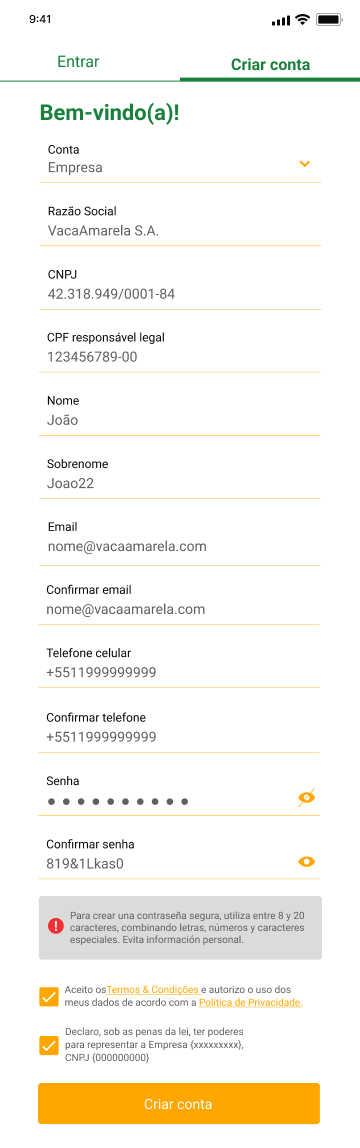 9:41
Entrar
Criar conta
Bem-vindo(a)!
Conta
Empresa
Razão Social
VacaAmarela S.A.
CNPJ
42.318.949/0001-84
CPF responsável legal
123456789-00
Nome
João
Sobrenome
Joao22
Email
nome@vacaamarela.com
Confirmar email
nome@vacaamarela.com
Telefone celular
+5511999999999
Confirmar telefone
+5511999999999
Senha
Confirmar senha
819&1Lkas0
Para crear una contraseña segura, utiliza entre 8 y 20
caracteres, combinando letras, números y caracteres
especiales. Evita información personal.
Aceito osTermos & Condições e autorizo o uso dos
meus dados de acordo com a Política de Privacidade.
Declaro, sob as penas da lei, ter poderes
para representar a Empresa {xxxxxxxxx},
CNPJ {000000000}
Criar conta